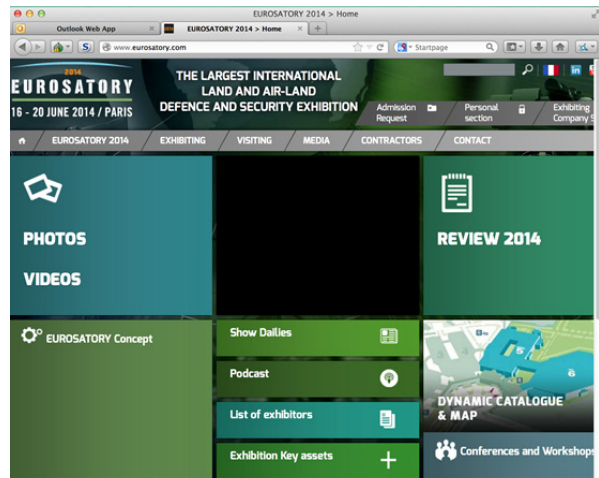 EUROSATORY 2014 > Home
Outlook Web App
EUROSATORY 2014 > Home
www.eurosatory.com
Startpage
2014
EUROSATORY
16 - 20 JUNE 2014 / PARIS
THE LARGEST INTERNATIONAL
LAND AND AIR-LAND
DEFENCE AND SECURITY EXHIBITION
Admission
Request
Personal
section
Exhibiting
Company S
in
EUROSATORY 2014
EXHIBITING
VISITING
MEDIA
CONTRACTORS
CONTACT
PHOTOS
VIDEOS
REVIEW 2014
EUROSATORY Concept
Show Dailies
Podcast
List of exhibitors
Exhibition Key assets
5
6
DYNAMIC CATALOGUE
& MAP
Conferences and Workshops